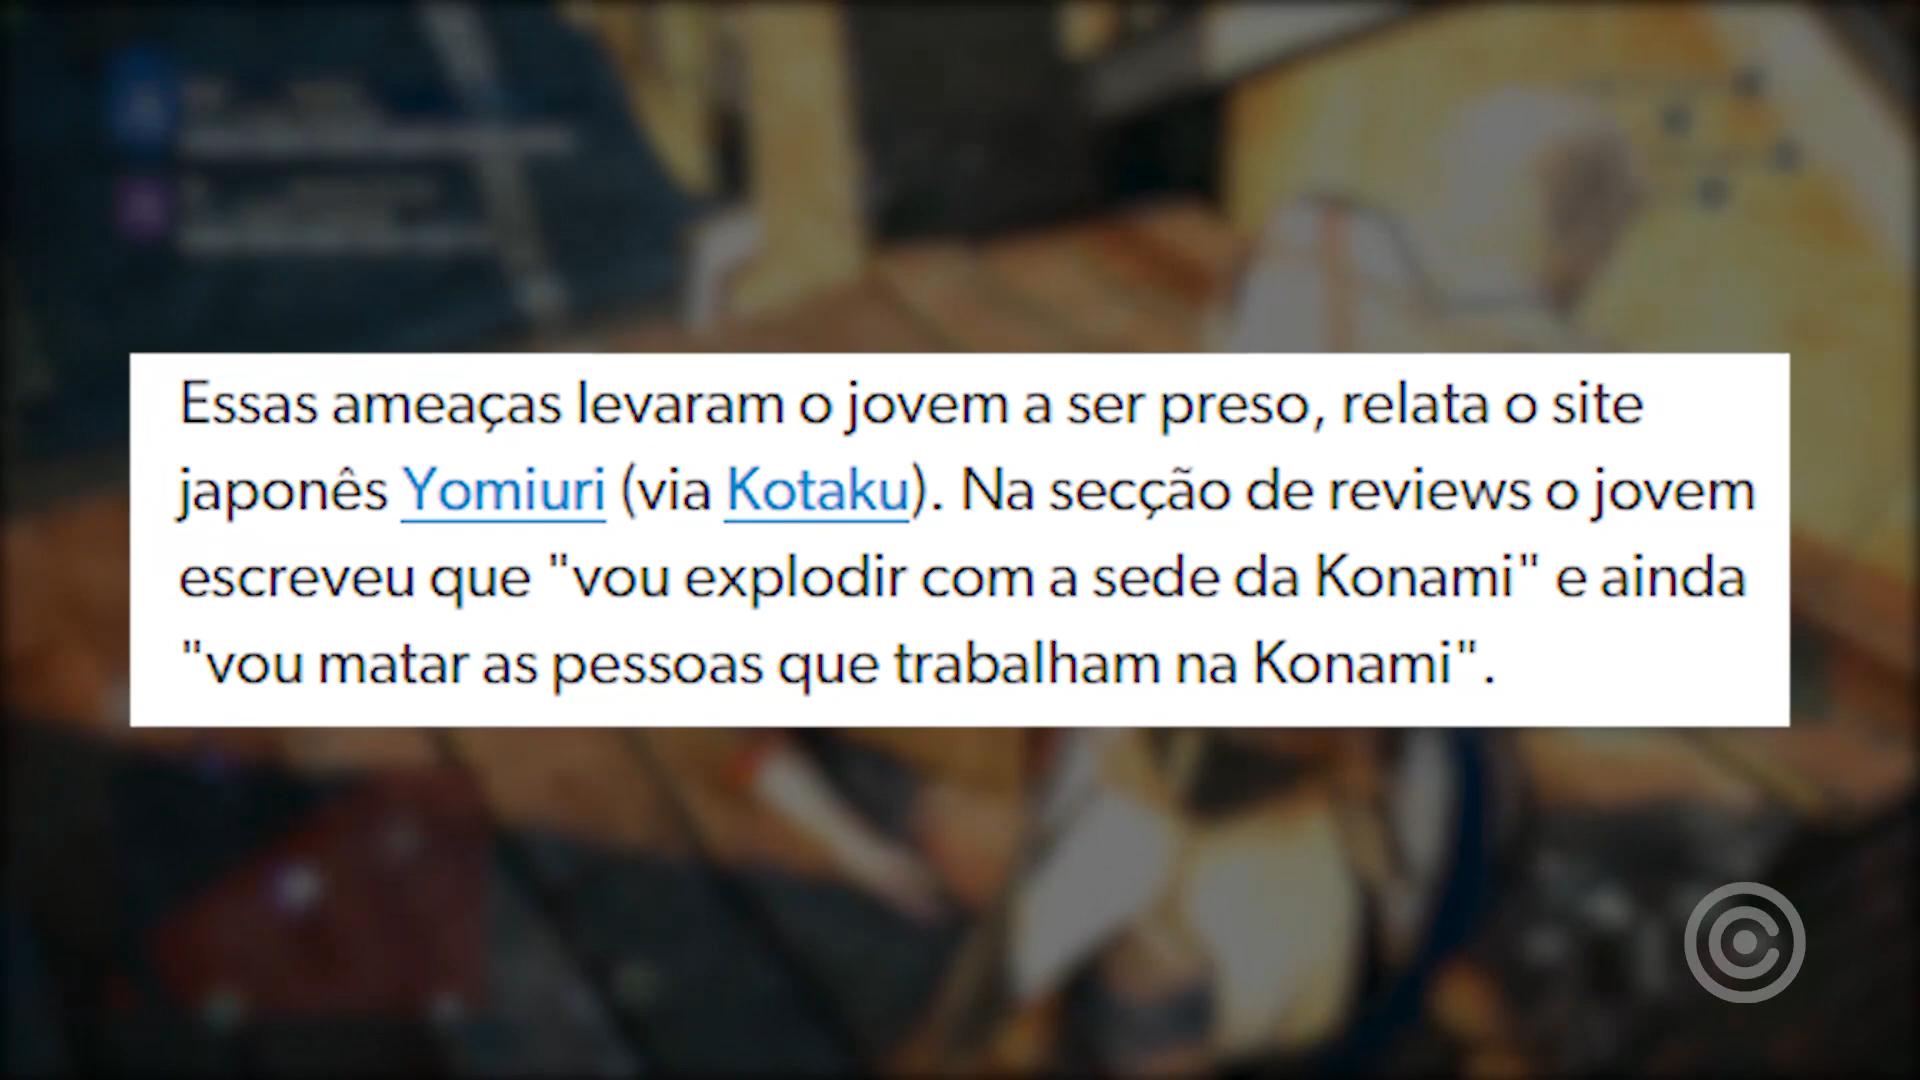 Essas ameaças levaram o jovem a ser preso, relata o site
japonês Yomiuri (via Kotaku). Na secção de reviews o jovem
escreveu que "vou explodir com a sede da Konami" e ainda
"vou matar as pessoas que trabalham na Konami".